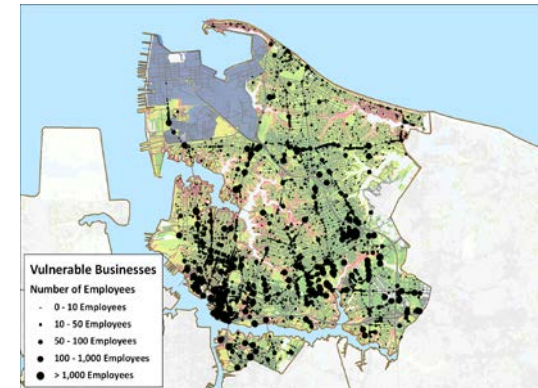 Vulnerable Businesses
Number of Employees
0 - 10 Employees
10 - 50 Employees
50 - 100 Employees
100 - 1,000 Employees
> 1,000 Employees